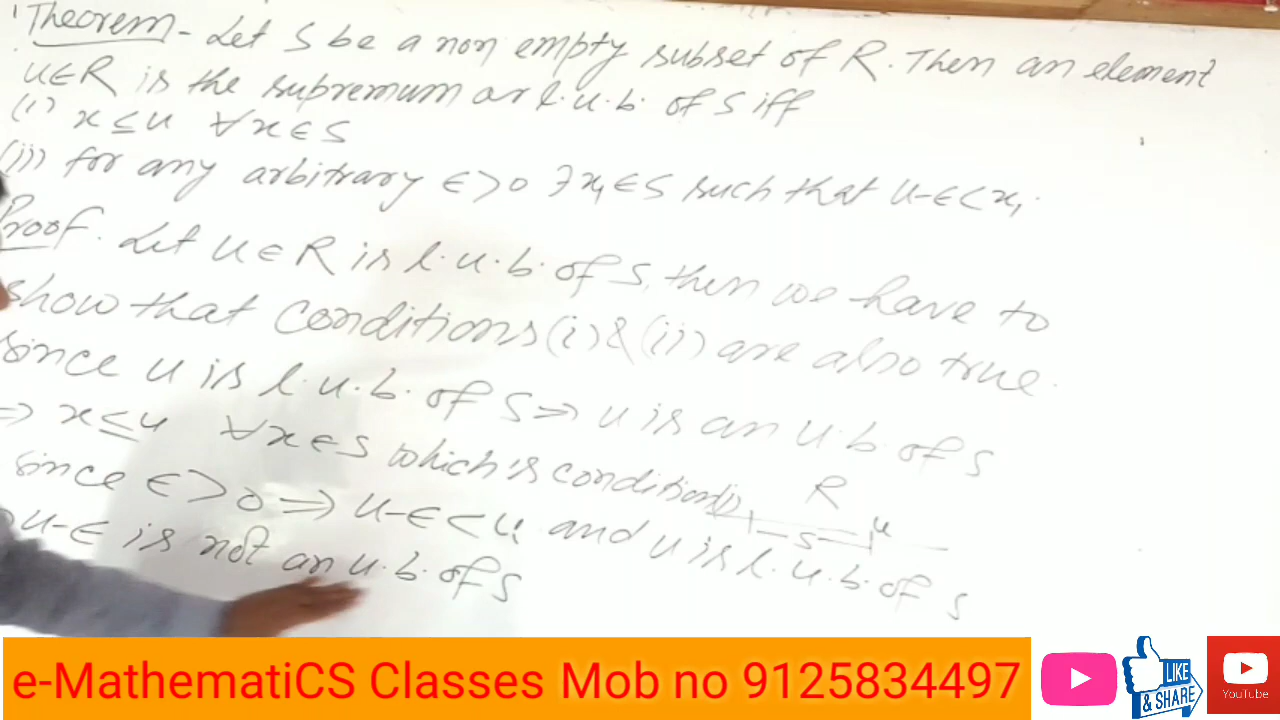 Theorem - Let S be a non empty subset of R. Then an element
u∈R is the supremum or l.u.b. of S iff
(i) x≤u ∀x∈S
(ii) for any arbitrary ∈>0 ∃x₁∈S such that u-∈<x₁.
Proof. Let u∈R is l.u.b. of S, then we have to
show that conditions (i) & (ii) are also true.
since u is l.u.b. of S ⇒ u is an u.b. of S
⇒ x≤u ∀x∈S which is condition (i)
R
u
S
since ∈>0 ⇒ u-∈<u, and u is l.u.b. of S
u-∈ is not an u.b. of S
e-MathematiCS Classes Mob no 9125834497
LIKE
& SHARE
YouTube